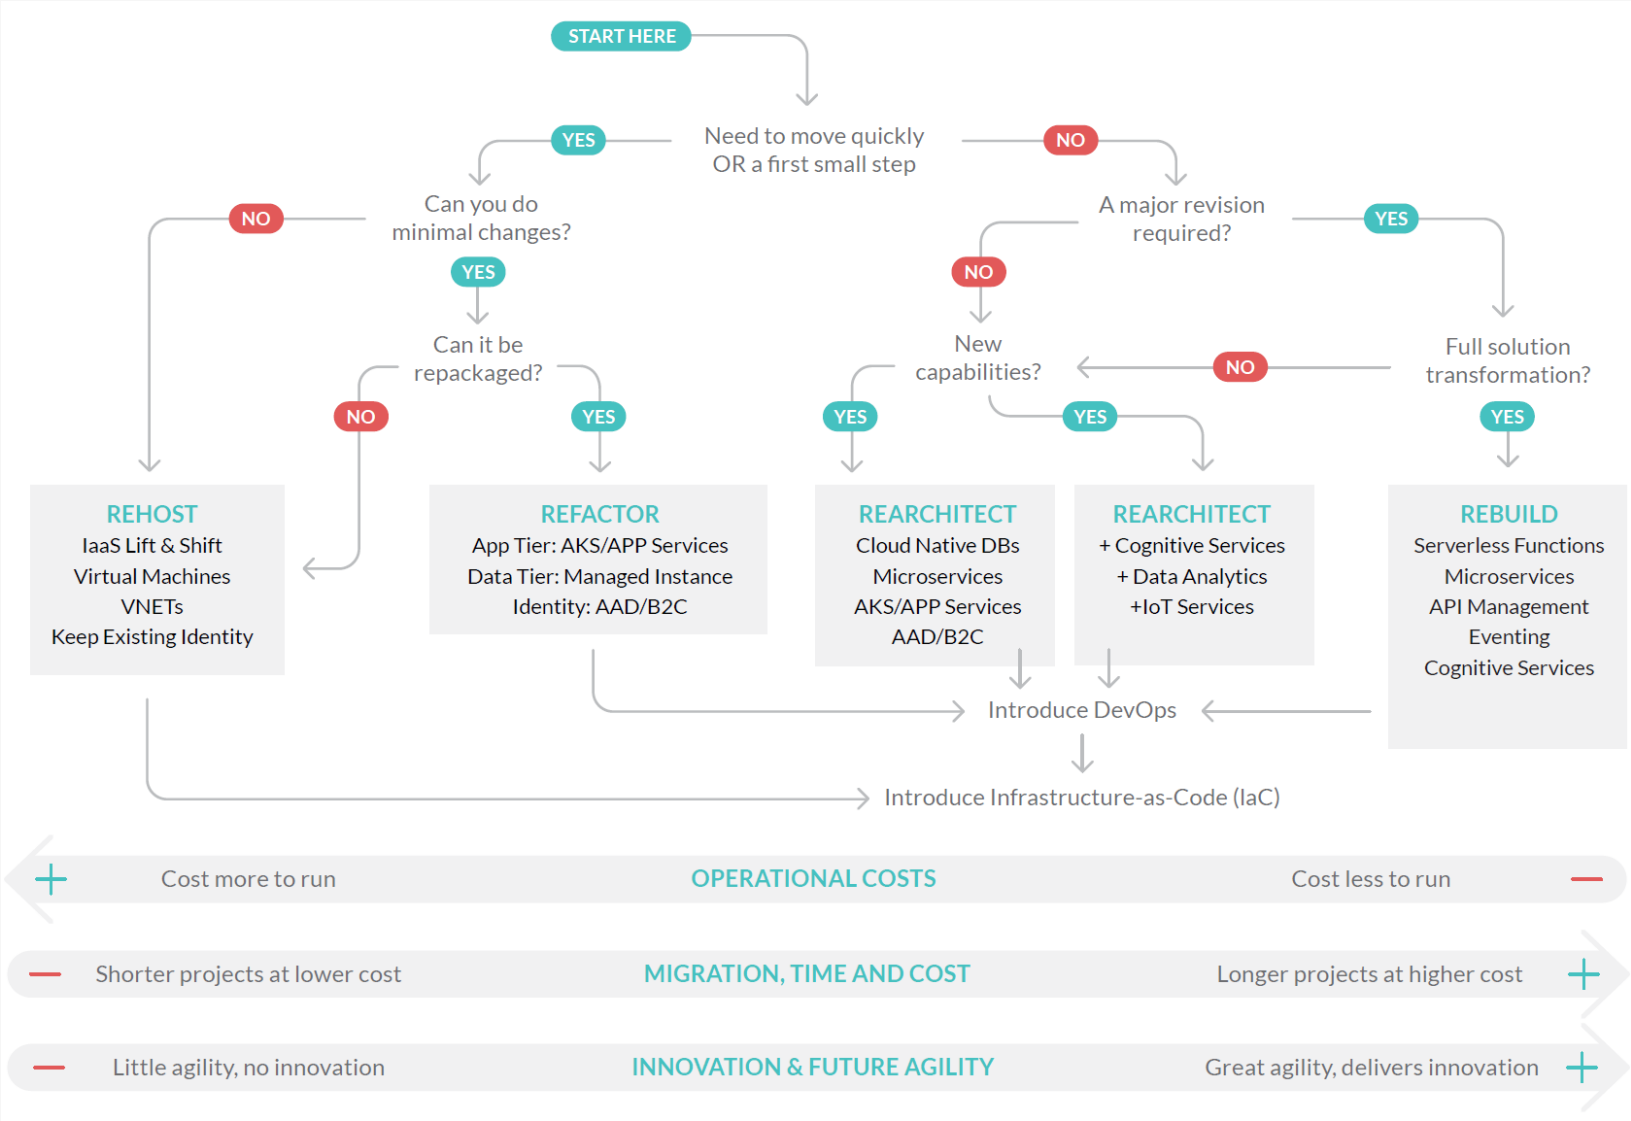 START HERE
Need to move quickly
OR a first small step
YES
NO
Can you do
minimal changes?
A major revision
required?
NO
YES
YES
NO
Can it be
repackaged?
New
capabilities?
Full solution
transformation?
NO
NO
YES
YES
YES
YES
REHOST
IaaS Lift & Shift
Virtual Machines
VNETs
Keep Existing Identity
REFACTOR
App Tier: AKS/APP Services
Data Tier: Managed Instance
Identity: AAD/B2C
REARCHITECT
Cloud Native DBs
Microservices
AKS/APP Services
AAD/B2C
REARCHITECT
+ Cognitive Services
+ Data Analytics
+IoT Services
REBUILD
Serverless Functions
Microservices
API Management
Eventing
Cognitive Services
Introduce DevOps
Introduce Infrastructure-as-Code (IaC)
+ Cost more to run OPERATIONAL COSTS Cost less to run −
− Shorter projects at lower cost MIGRATION, TIME AND COST Longer projects at higher cost +
− Little agility, no innovation INNOVATION & FUTURE AGILITY Great agility, delivers innovation +